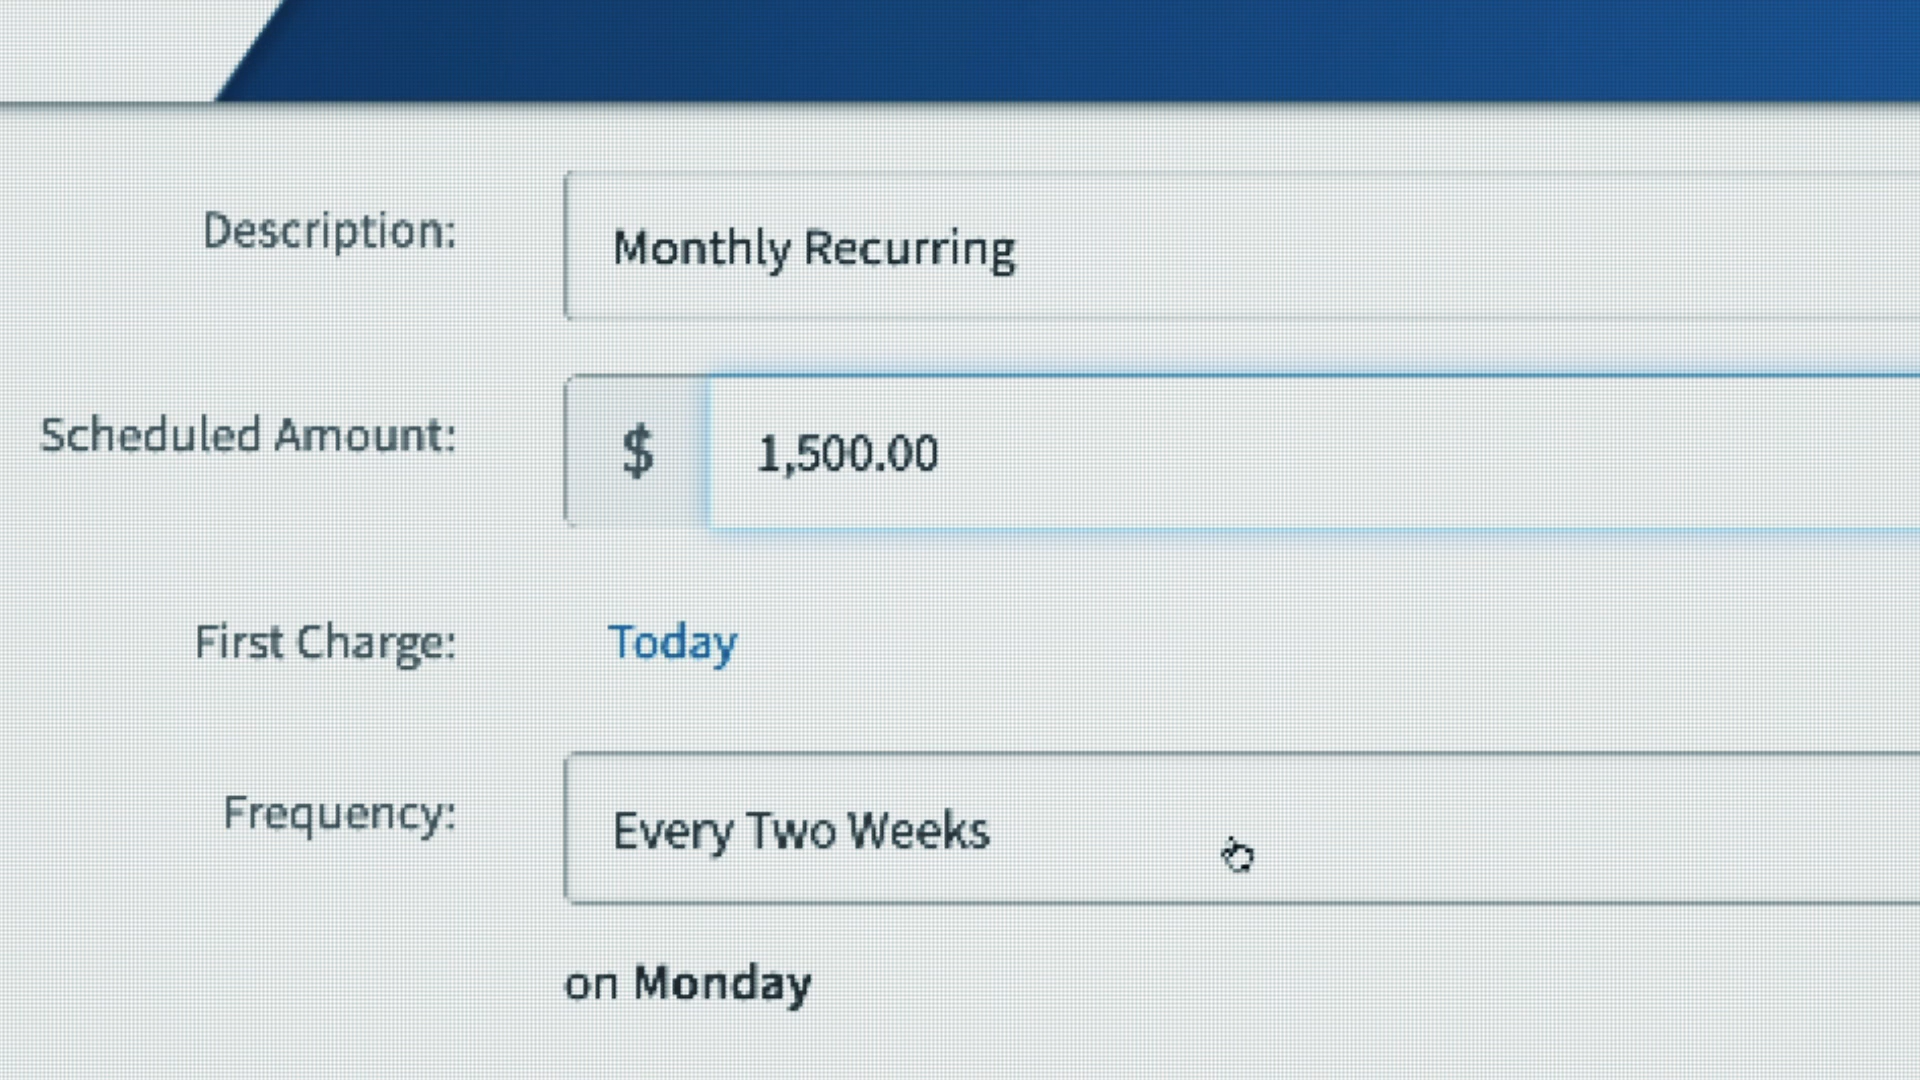 Description: Monthly Recurring
Scheduled Amount: $ 1,500.00
First Charge: Today
Frequency: Every Two Weeks
on Monday